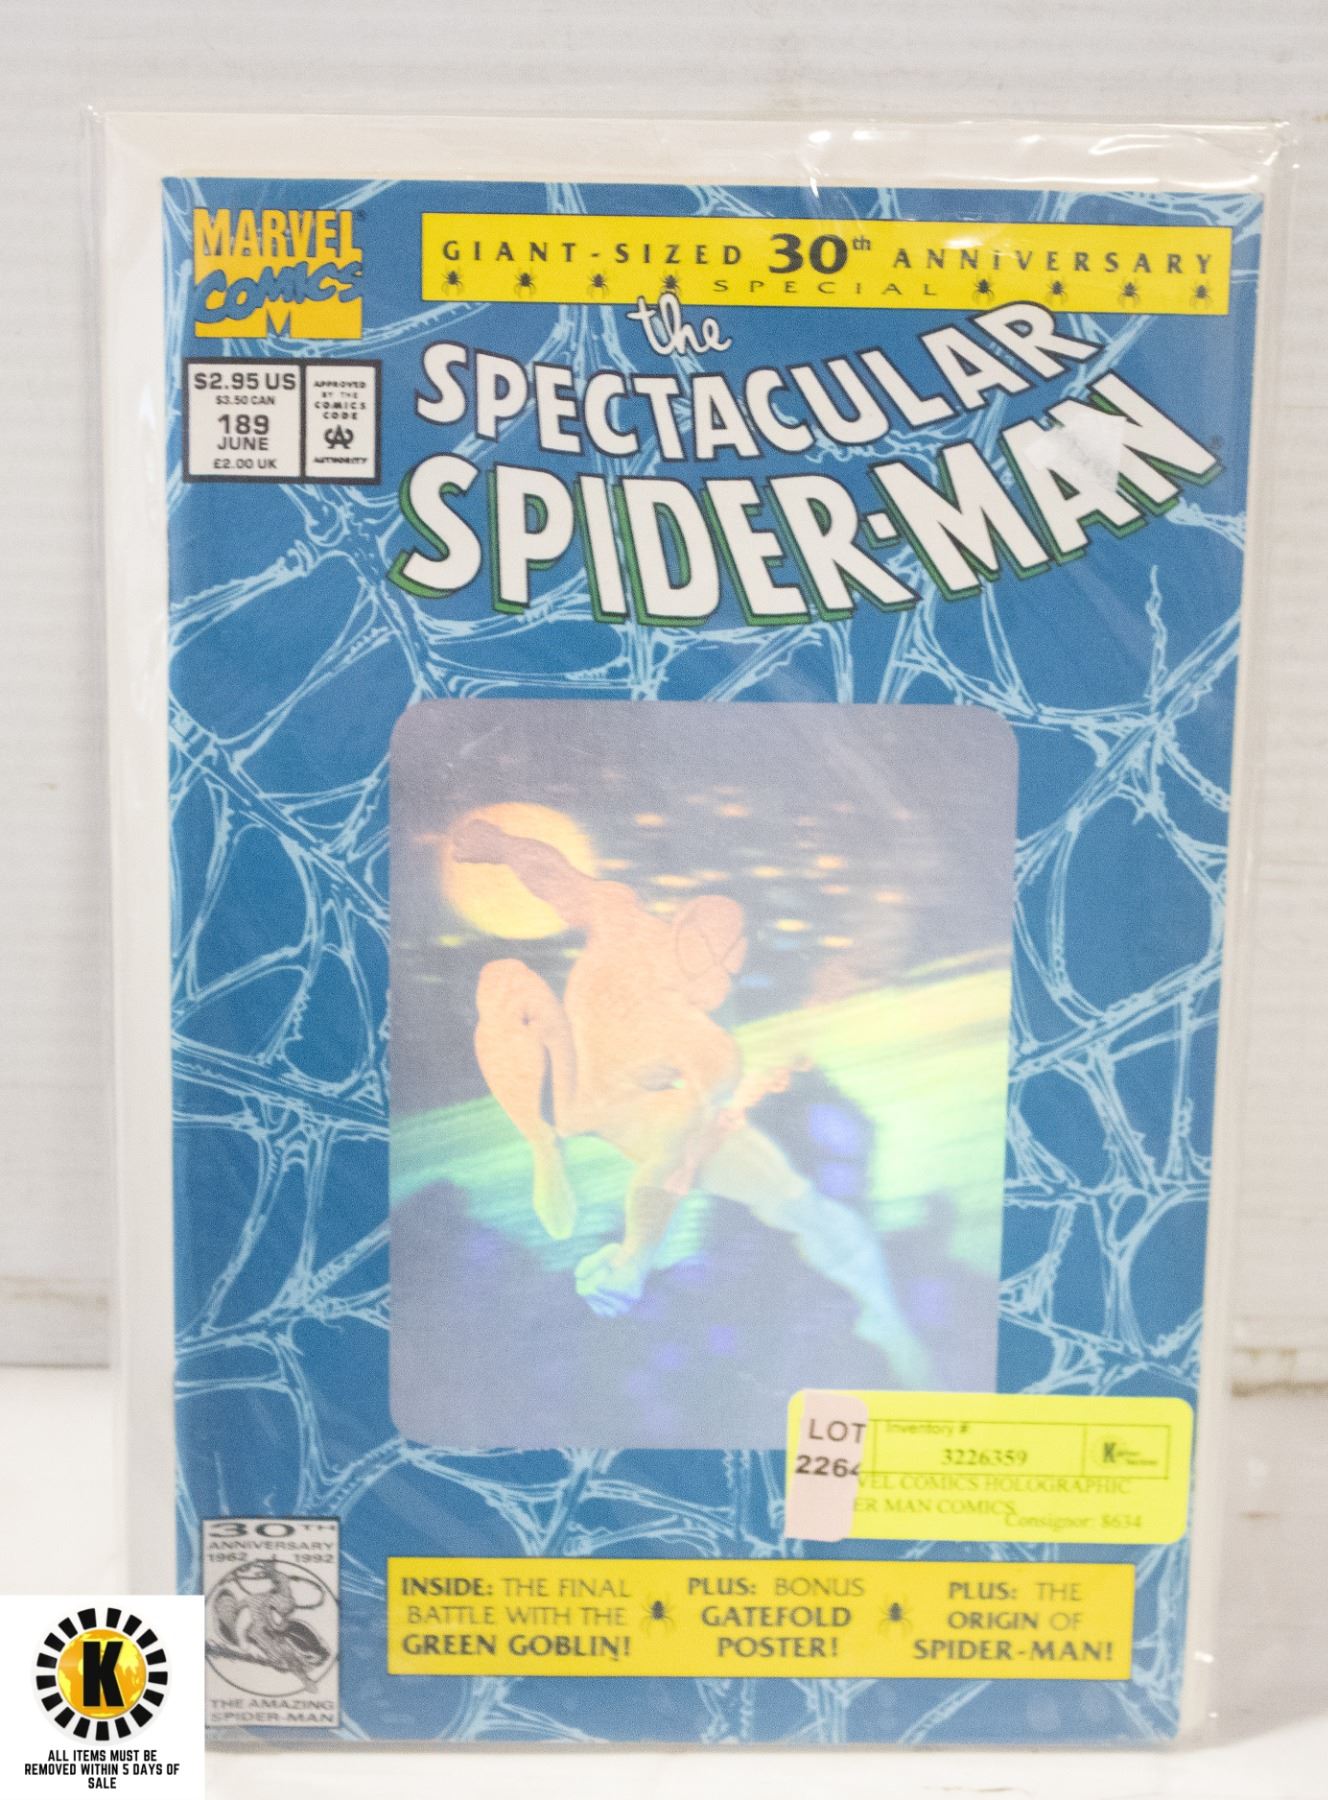 MARVEL
COMICS
GIANT-SIZED 30th ANNIVERSARY
SPECIAL
the
SPECTACULAR
SPIDER-MAN
$2.95 US
$3.50 CAN
189
JUNE
£2.00 UK
APPROVED
BY THE
COMICS
CODE
CA
AUTHORITY
LOT
2264
Inventory #:
3226359
VEL COMICS HOLOGRAPHIC
ER MAN COMICS
Consignor: 8634
30TH
ANNIVERSARY
1962 1992
THE AMAZING
SPIDER-MAN
INSIDE: THE FINAL
BATTLE WITH THE
GREEN GOBLIN!
PLUS: BONUS
GATEFOLD
POSTER!
PLUS: THE
ORIGIN OF
SPIDER-MAN!
K
ALL ITEMS MUST BE
REMOVED WITHIN 5 DAYS OF
SALE